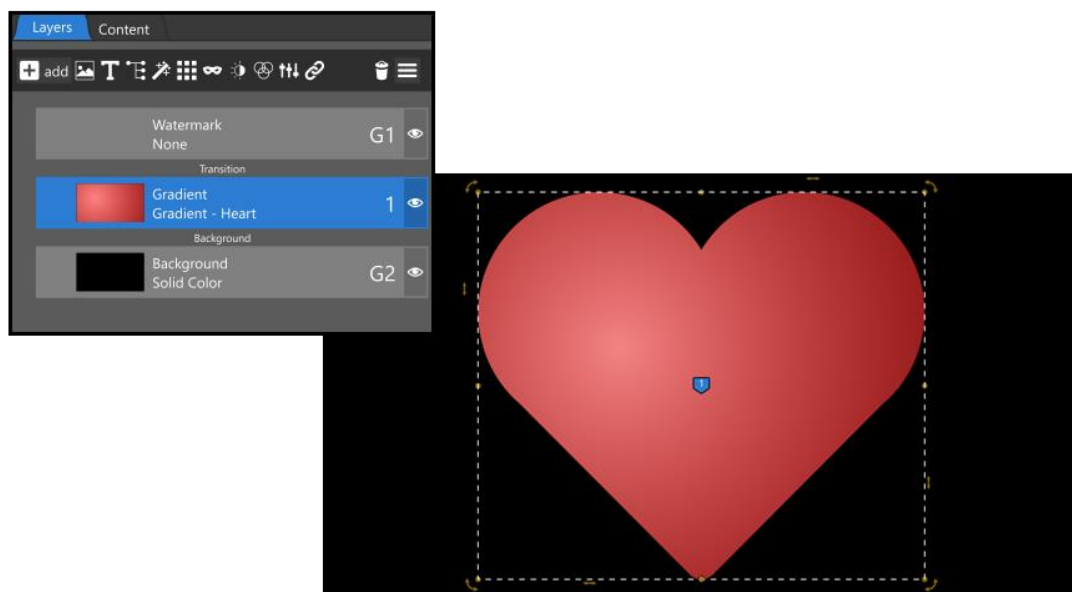 Layers Content
add
Watermark
None
G1
Transition
Gradient
Gradient - Heart
1
Background
Background
Solid Color
G2
1